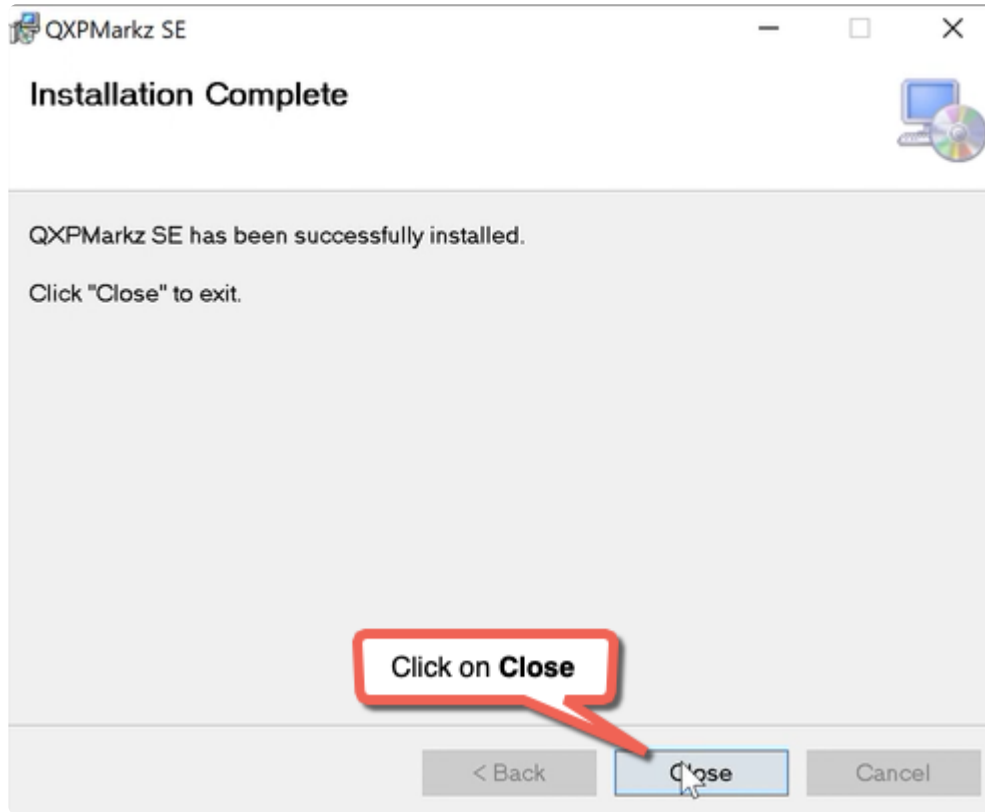 QXPMarkz SE
Installation Complete
QXPMarkz SE has been successfully installed.
Click "Close" to exit.
Click on Close
< Back
Close
Cancel